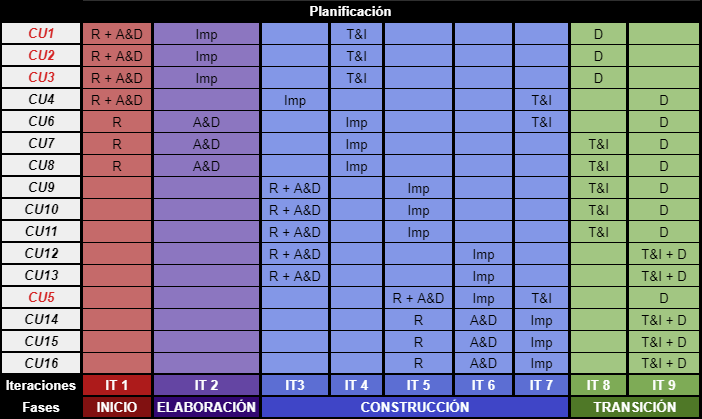 Planificación
CU1 R + A&D Imp T&I D
CU2 R + A&D Imp T&I D
CU3 R + A&D Imp T&I D
CU4 R + A&D Imp T&I D
CU6 R A&D Imp T&I D
CU7 R A&D Imp T&I D
CU8 R A&D Imp T&I D
CU9 R + A&D Imp T&I D
CU10 R + A&D Imp T&I D
CU11 R + A&D Imp T&I D
CU12 R + A&D Imp T&I + D
CU13 R + A&D Imp T&I + D
CU5 R + A&D Imp T&I D
CU14 R A&D Imp T&I + D
CU15 R A&D Imp T&I + D
CU16 R A&D Imp T&I + D
Iteraciones IT 1 IT 2 IT3 IT 4 IT 5 IT 6 IT 7 IT 8 IT 9
Fases INICIO ELABORACIÓN CONSTRUCCIÓN TRANSICIÓN